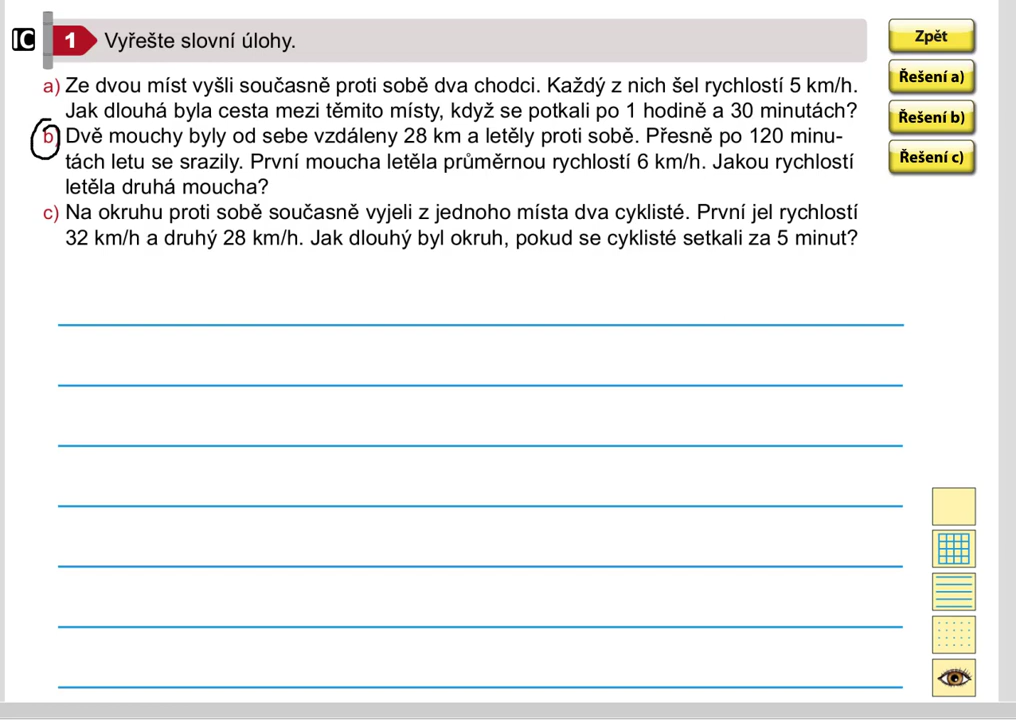 IC
1 Vyřešte slovní úlohy.
Zpět
Řešení a)
Řešení b)
Řešení c)
a) Ze dvou míst vyšli současně proti sobě dva chodci. Každý z nich šel rychlostí 5 km/h.
Jak dlouhá byla cesta mezi těmito místy, když se potkali po 1 hodině a 30 minutách?
b) Dvě mouchy byly od sebe vzdáleny 28 km a letěly proti sobě. Přesně po 120 minu-
tách letu se srazily. První moucha letěla průměrnou rychlostí 6 km/h. Jakou rychlostí
letěla druhá moucha?
c) Na okruhu proti sobě současně vyjeli z jednoho místa dva cyklisté. První jel rychlostí
32 km/h a druhý 28 km/h. Jak dlouhý byl okruh, pokud se cyklisté setkali za 5 minut?